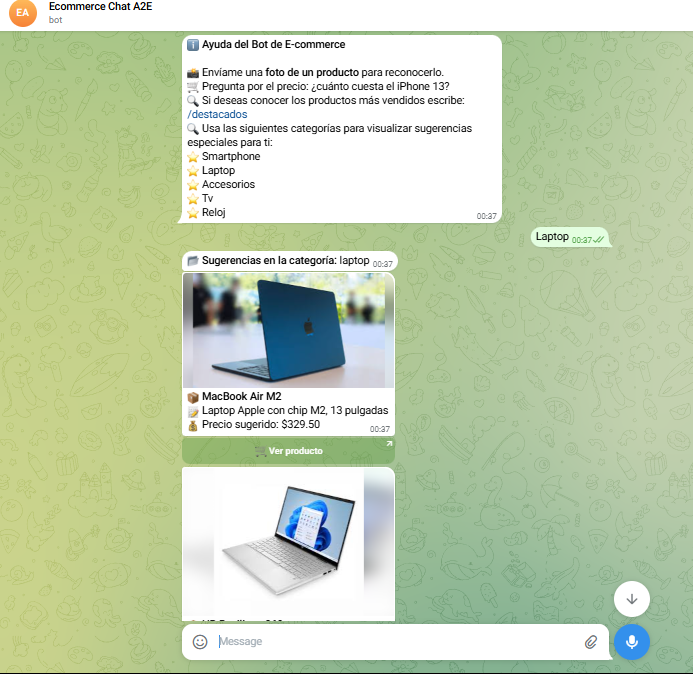 EA
Ecommerce Chat A2E
bot
ℹ️ Ayuda del Bot de E-commerce
📸 Envíame una foto de un producto para reconocerlo.
🛒 Pregunta por el precio: ¿cuánto cuesta el iPhone 13?
🔍 Si deseas conocer los productos más vendidos escribe:
/destacados
🔍 Usa las siguientes categorías para visualizar sugerencias
especiales para ti:
⭐ Smartphone
⭐ Laptop
⭐ Accesorios
⭐ Tv
⭐ Reloj
00:37
Laptop 00:37
📂 Sugerencias en la categoría: laptop 00:37
📦 MacBook Air M2
📝 Laptop Apple con chip M2, 13 pulgadas
💰 Precio sugerido: $329.50
00:37
🛒 Ver producto
Message